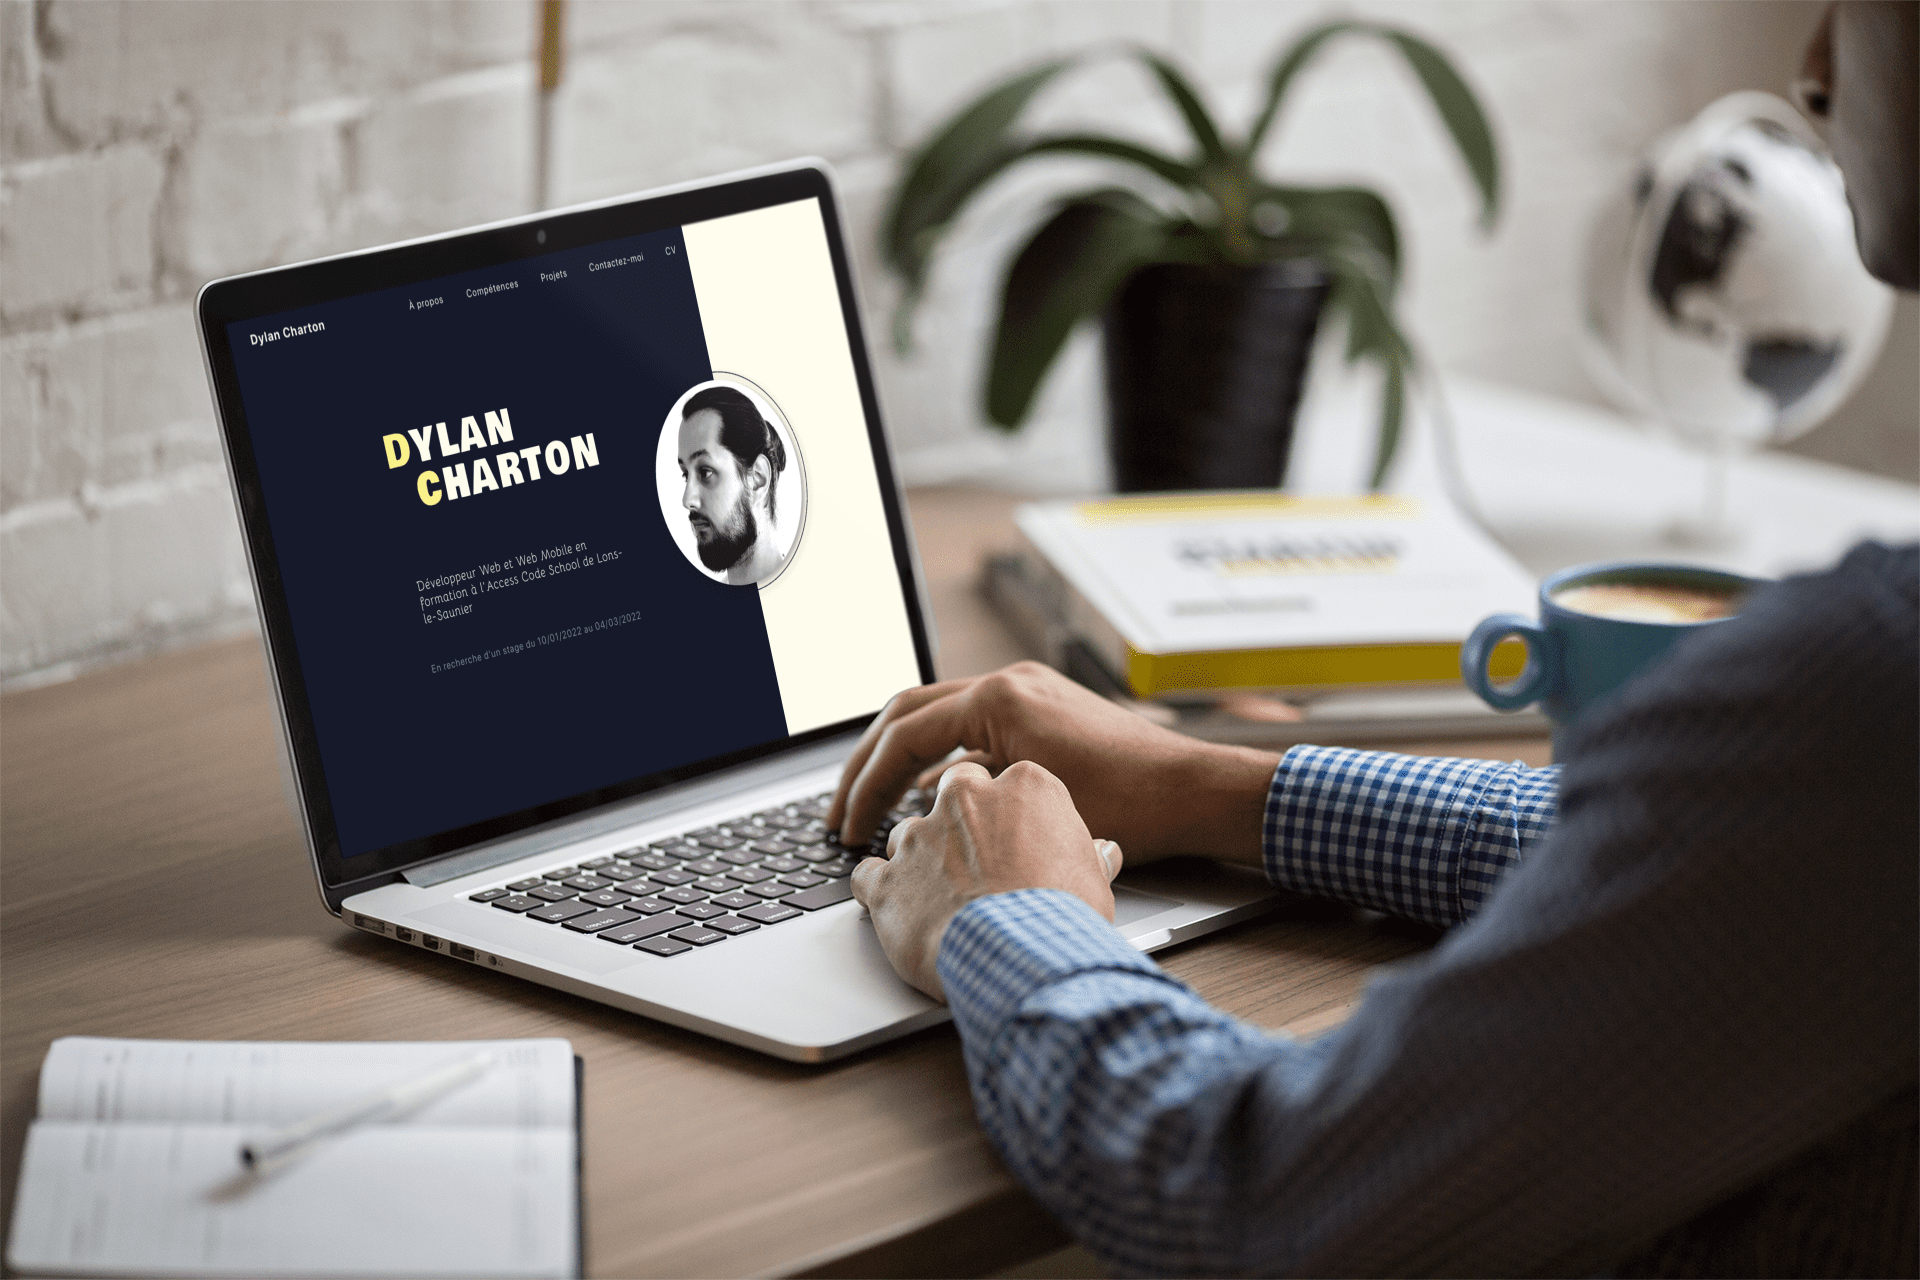 À propos
Compétences
Projets
Contactez-moi
CV
Dylan Charton
DYLAN
CHARTON
Développeur Web et Web Mobile en
formation à l'Access Code School de Lons-
le-Saunier
En recherche d'un stage du 10/01/2022 au 04/03/2022